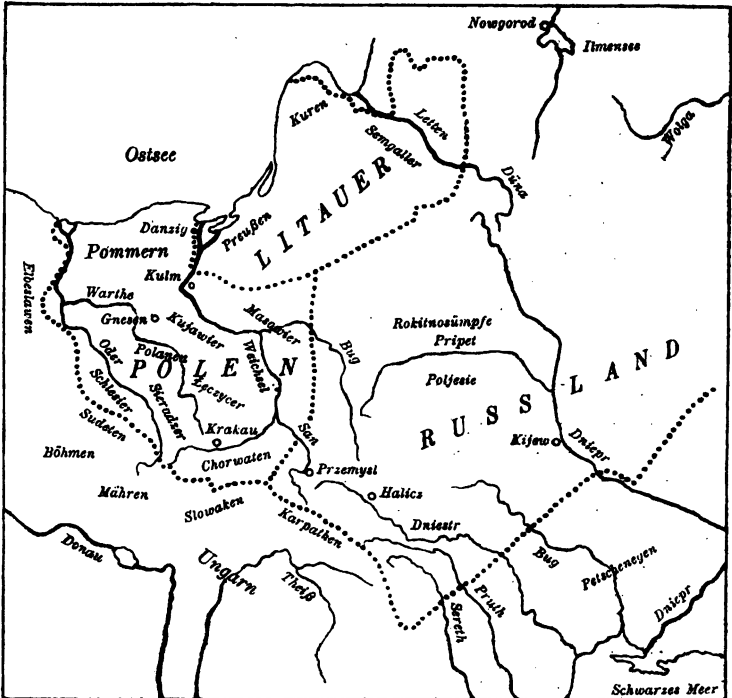 Nowgorod
Ilmensee
Kuren
Letten
Semgaller
Wolga
Ostsee
Düna
LITAUER
Preußen
Danzig
Pommern
Kulm
Elbeslawen
Warthe
Gnesen
Kujawier
Masowier
Bug
Rokitnosümpfe
Pripet
Poljesie
Oder
Polanen
POLEN
Weichsel
Łęczycer
Schlesier
Sieradzer
RUSSLAND
Sudeten
Krakau
San
Kijew
Dniepr
Böhmen
Chorwaten
Przemysl
Mähren
Halicz
Slowaken
Karpathen
Dniestr
Donau
Ungarn
Theiß
Bug
Petschenegen
Sereth
Pruth
Dniepr
Schwarzes Meer